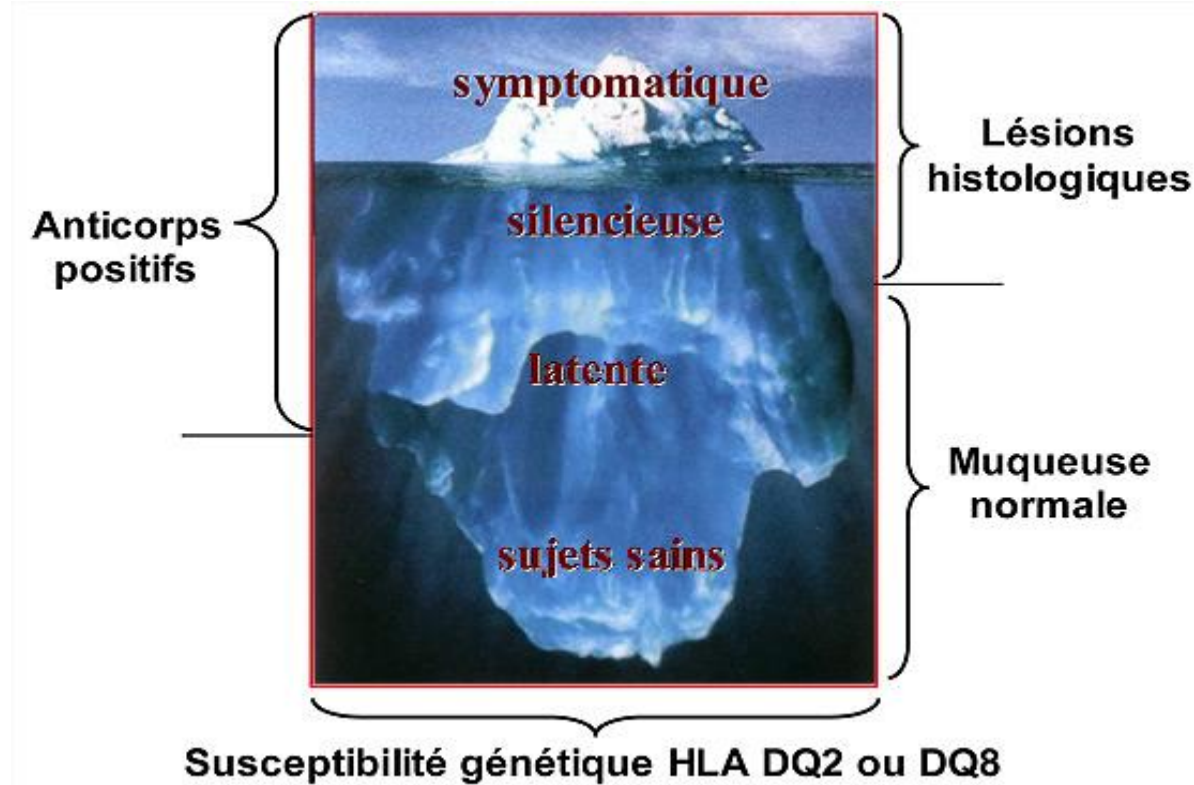 symptomatique
Lésions
histologiques
Anticorps
positifs
silencieuse
latente
Muqueuse
normale
sujets sains
Susceptibilité génétique HLA DQ2 ou DQ8